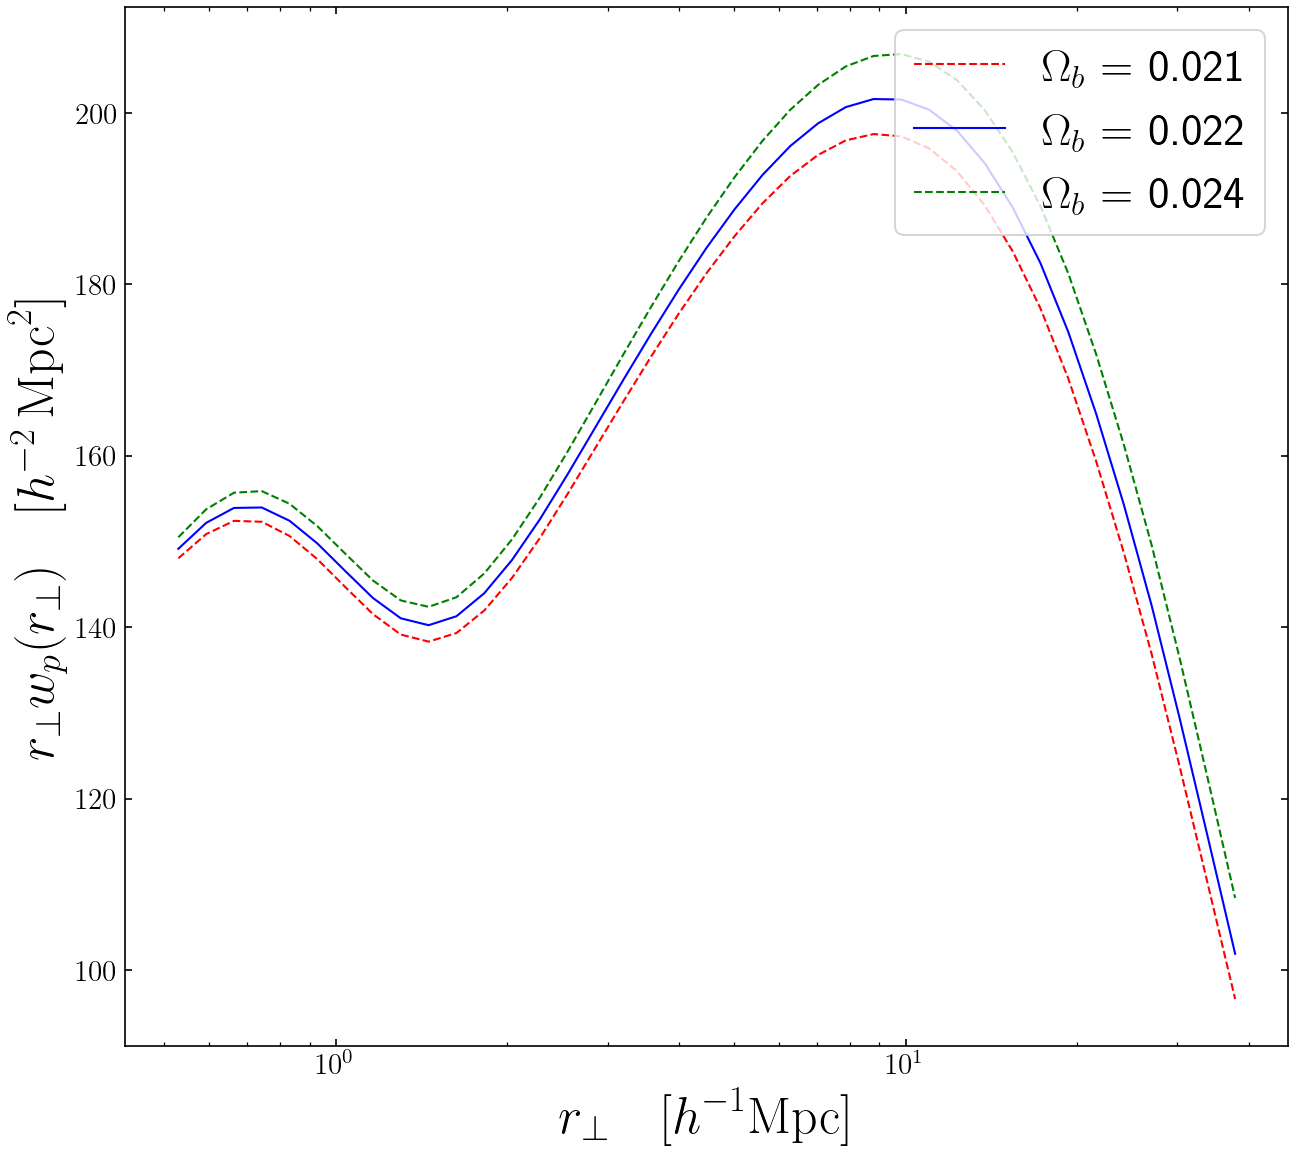 Ω_b = 0.021
Ω_b = 0.022
Ω_b = 0.024
200
180
160
140
120
100
r_⊥w_p(r_⊥) [h^{-2} Mpc^2]
10^0
10^1
r_⊥ [h^{-1}Mpc]